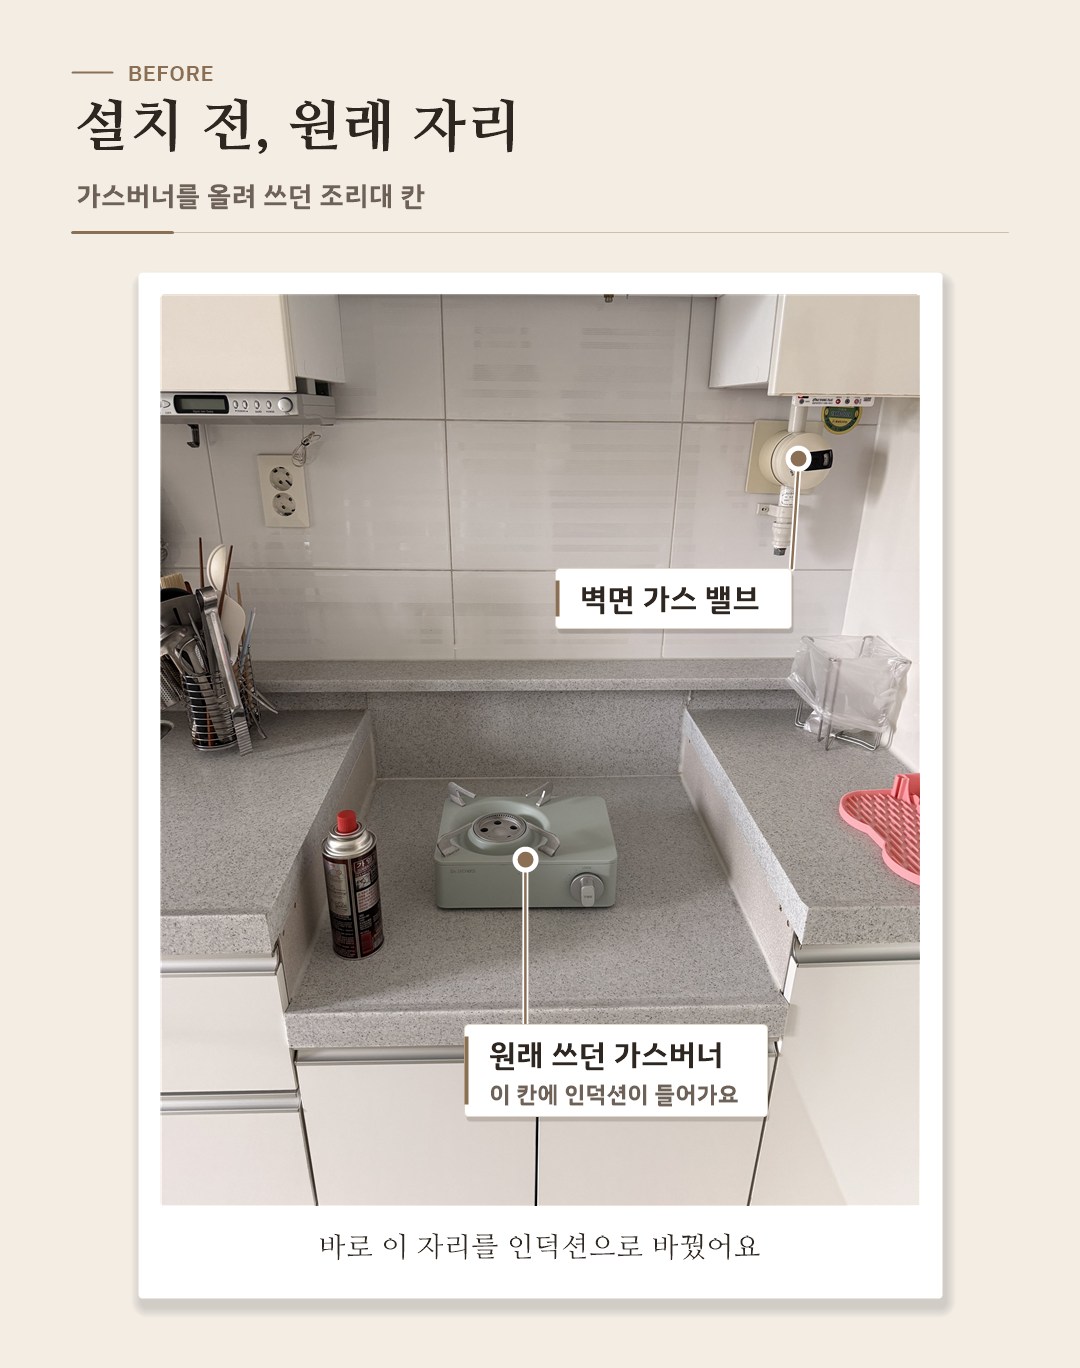 BEFORE
설치 전, 원래 자리
가스버너를 올려 쓰던 조리대 칸
벽면 가스 밸브
원래 쓰던 가스버너
이 칸에 인덕션이 들어가요
바로 이 자리를 인덕션으로 바꿨어요